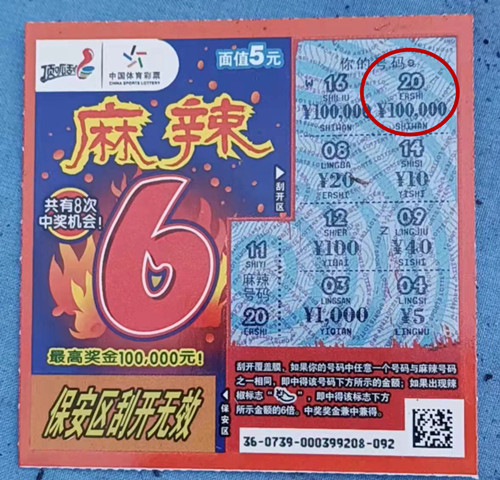 顶呱刮
中国体育彩票
CHINA SPORTS LOTTERY
面值5元
麻辣
6
共有8次
中奖机会!
最高奖金100,000元!
保安区刮开无效
刮开区
保安区
你的号码
16
SHILIU
¥100,000
SHIWAN
20
ERSHI
¥100,000
SHIWAN
08
LINGBA
¥20
ERSHI
14
SHISI
¥10
YISHI
12
SHIER
¥100
YIBAI
09
LINGJIU
¥40
SISHI
03
LINGSAN
¥1,000
YIQIAN
04
LINGSI
¥5
LINGWU
11
SHIYI
麻辣
号码
20
ERSHI
刮开覆盖膜,如果你的号码中任意一个号码与麻辣号码
之一相同,即中得该号码下方所示的金额;如果出现辣
椒标志“ ”,即中得该标志下方
所示金额的6倍。中奖奖金兼中兼得。
36-0739-000399208-092